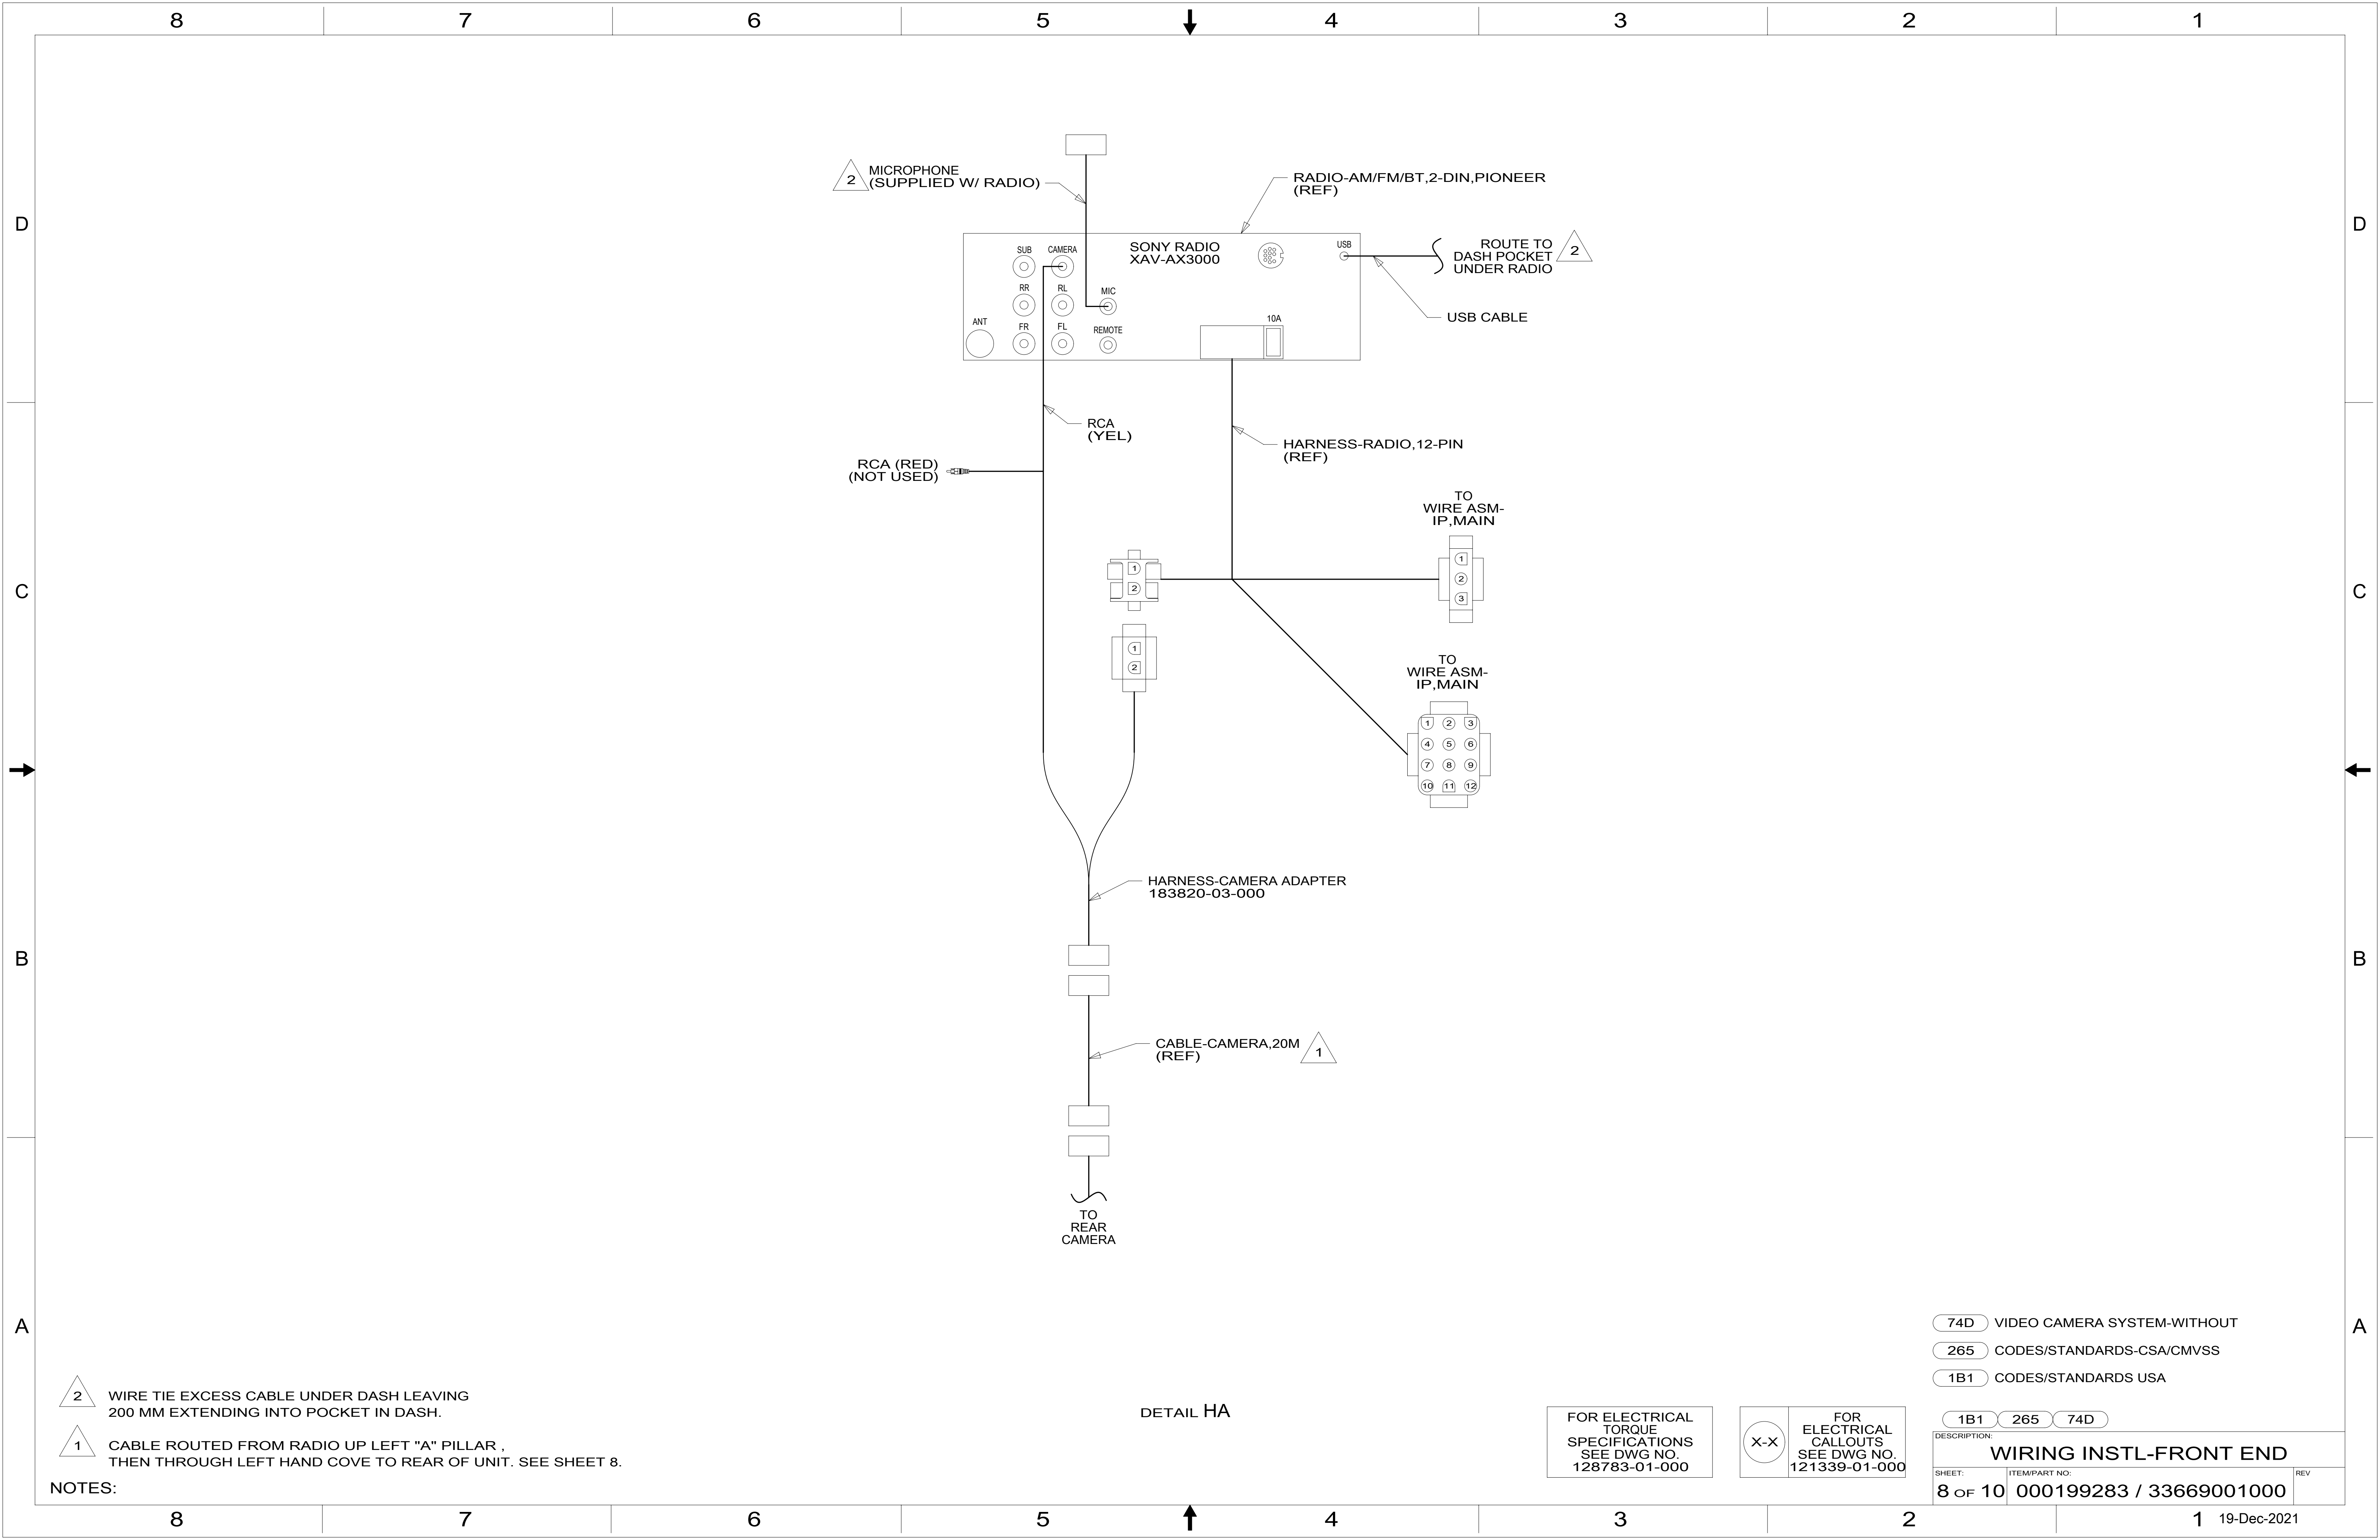 8 7 6 5 4 3 2 1
D
D
C
C
B
B
A
A
2
MICROPHONE
(SUPPLIED W/ RADIO)
RADIO-AM/FM/BT,2-DIN,PIONEER
(REF)
SUB
CAMERA
SONY RADIO
XAV-AX3000
USB
ROUTE TO
DASH POCKET
UNDER RADIO
2
RR
RL
MIC
USB CABLE
ANT
FR
FL
REMOTE
10A
RCA
(YEL)
HARNESS-RADIO,12-PIN
(REF)
RCA (RED)
(NOT USED)
TO
WIRE ASM-
IP,MAIN
1
2
3
1
2
1
2
TO
WIRE ASM-
IP,MAIN
1 2 3
4 5 6
7 8 9
10 11 12
HARNESS-CAMERA ADAPTER
183820-03-000
CABLE-CAMERA,20M
(REF)
1
TO
REAR
CAMERA
74D VIDEO CAMERA SYSTEM-WITHOUT
265 CODES/STANDARDS-CSA/CMVSS
1B1 CODES/STANDARDS USA
2 WIRE TIE EXCESS CABLE UNDER DASH LEAVING
200 MM EXTENDING INTO POCKET IN DASH.
1 CABLE ROUTED FROM RADIO UP LEFT "A" PILLAR ,
THEN THROUGH LEFT HAND COVE TO REAR OF UNIT. SEE SHEET 8.
NOTES:
DETAIL HA
FOR ELECTRICAL
TORQUE
SPECIFICATIONS
SEE DWG NO.
128783-01-000
X-X
FOR
ELECTRICAL
CALLOUTS
SEE DWG NO.
121339-01-000
1B1 265 74D
DESCRIPTION:
WIRING INSTL-FRONT END
SHEET:
8 OF 10
ITEM/PART NO:
000199283 / 33669001000
REV
8 7 6 5 4 3 2 1
19-Dec-2021